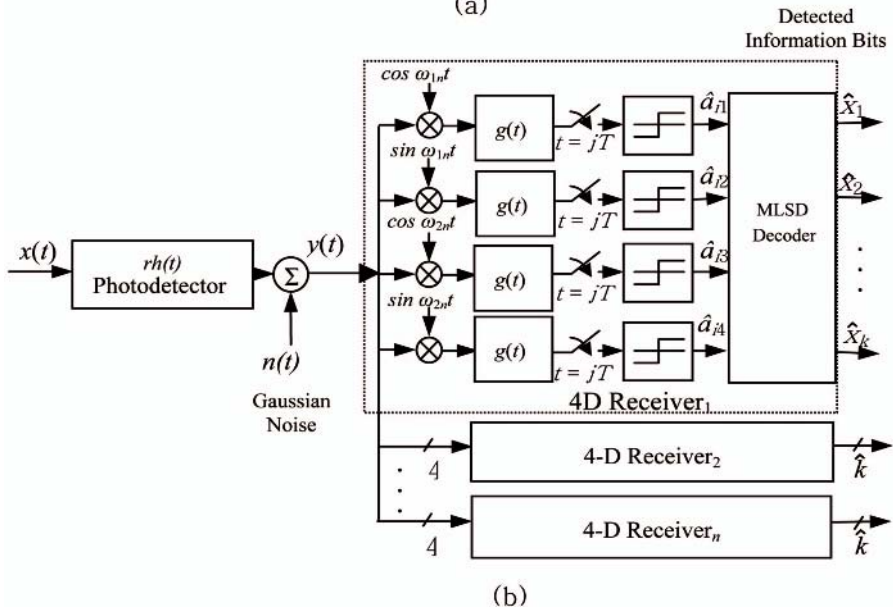 (a)
Detected
Information Bits
cos ω₁ₙt
g(t)
t = jT
âᵢ₁
X̂₁
sin ω₁ₙt
g(t)
t = jT
âᵢ₂
X̂₂
cos ω₂ₙt
g(t)
t = jT
âᵢ₃
MLSD
Decoder
sin ω₂ₙt
g(t)
t = jT
âᵢ₄
X̂ₖ
x(t)
rh(t)
Photodetector
Σ
y(t)
n(t)
Gaussian
Noise
4D Receiver₁
4
4-D Receiver₂
k̂
4
4-D Receiverₙ
k̂
(b)